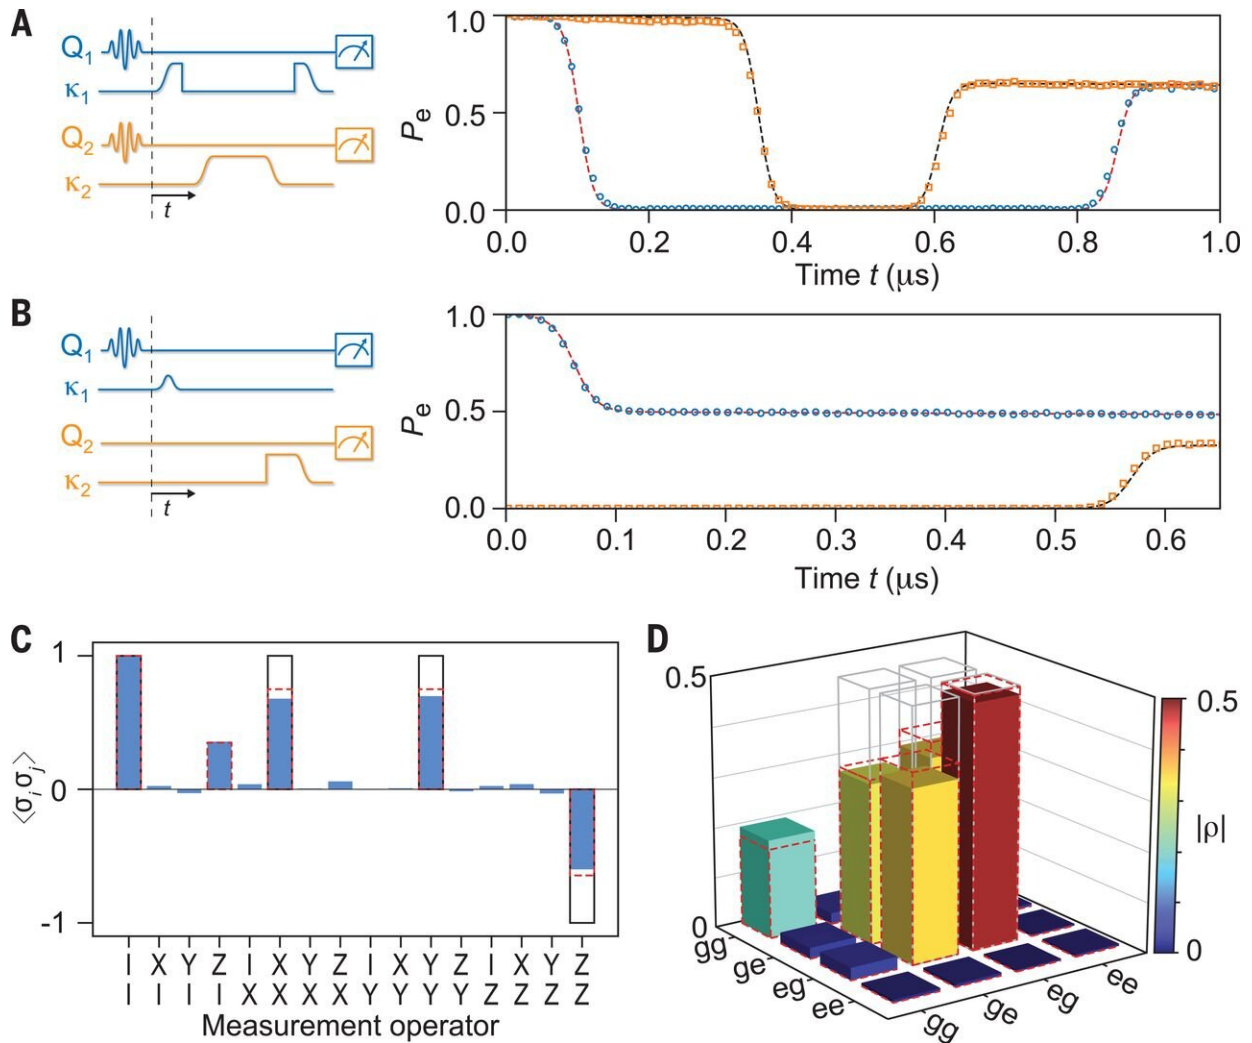 A
Q1
κ1
Q2
κ2
t
Pe
1.0
0.5
0.0
0.0 0.2 0.4 0.6 0.8 1.0
Time t (μs)
B
Q1
κ1
Q2
κ2
t
Pe
1.0
0.5
0.0
0.0 0.1 0.2 0.3 0.4 0.5 0.6
Time t (μs)
C
⟨σiσj⟩
1
0
-1
I X Y Z I X Y Z I X Y Z I X Y Z
I I I I X X X X Y Y Y Y Z Z Z Z
Measurement operator
D
0.5
0
gg ge eg ee
gg ge eg ee
0.5
|ρ|
0